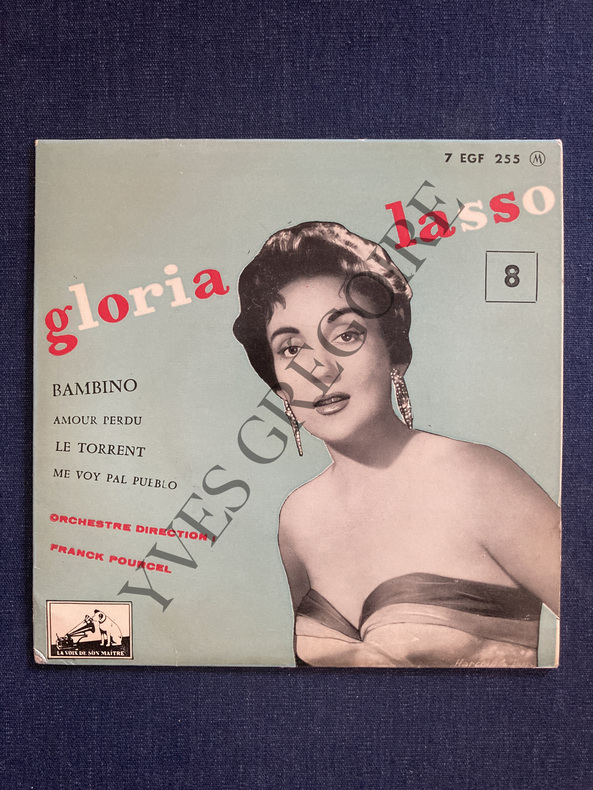 7 EGF 255 M
gloria lasso
8
BAMBINO
AMOUR PERDU
LE TORRENT
ME VOY PAL PUEBLO
ORCHESTRE DIRECTION :
FRANCK POURCEL
LA VOIX DE SON MAITRE
YVES GREGOIRE